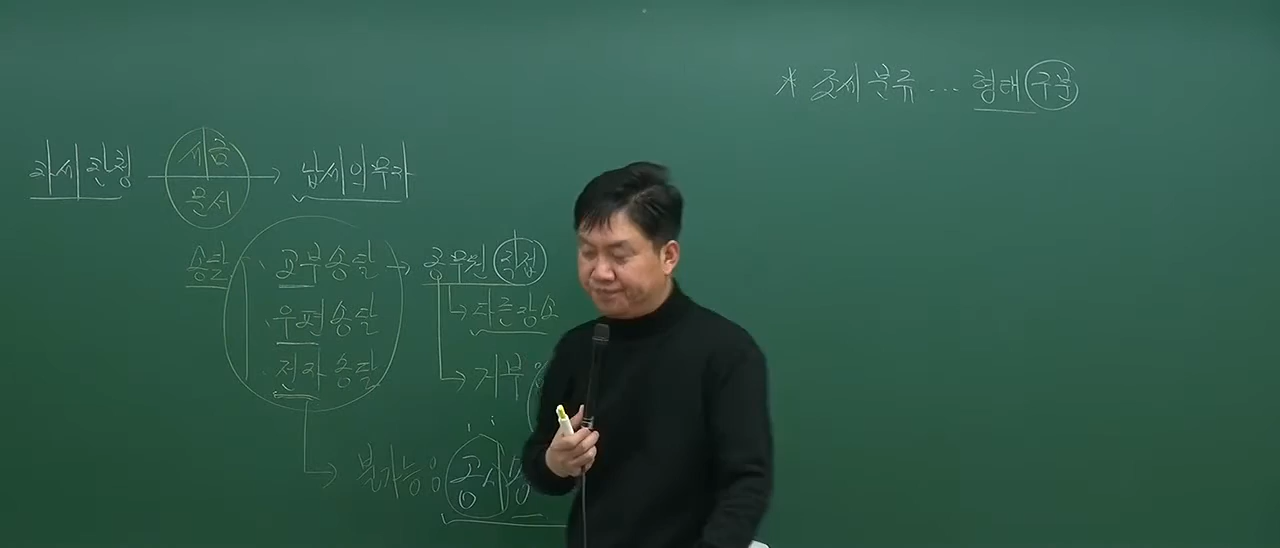 * 조세분류 … 형태 구분
과세관청 → 납세의무자
세금
문서
송달
교부송달 → 공무원 직접
다른장소
우편송달
전자송달
거부
불가능
공시